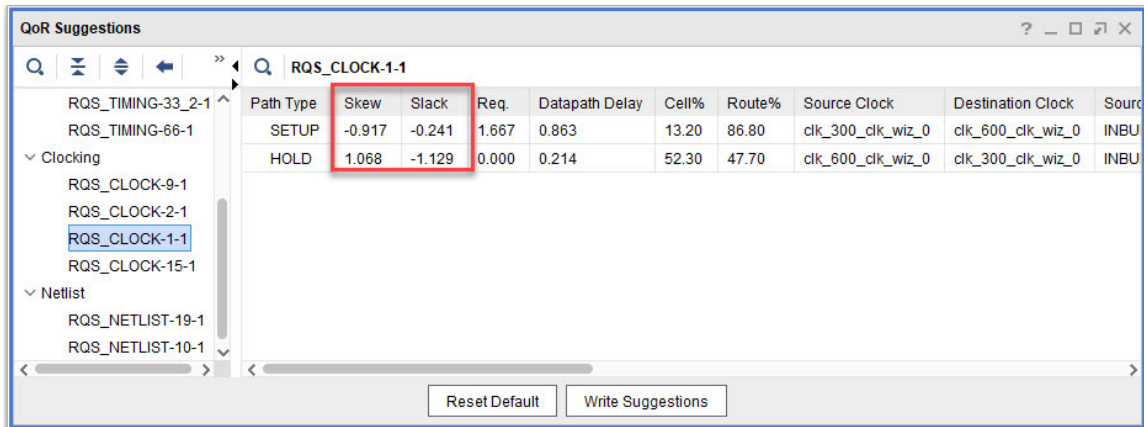 QoR Suggestions
RQS_CLOCK-1-1
RQS_TIMING-33_2-1
RQS_TIMING-66-1
Clocking
RQS_CLOCK-9-1
RQS_CLOCK-2-1
RQS_CLOCK-1-1
RQS_CLOCK-15-1
Netlist
RQS_NETLIST-19-1
RQS_NETLIST-10-1
Path Type Skew Slack Req. Datapath Delay Cell% Route% Source Clock Destination Clock Sourc
SETUP -0.917 -0.241 1.667 0.863 13.20 86.80 clk_300_clk_wiz_0 clk_600_clk_wiz_0 INBU
HOLD 1.068 -1.129 0.000 0.214 52.30 47.70 clk_600_clk_wiz_0 clk_300_clk_wiz_0 INBU
Reset Default Write Suggestions